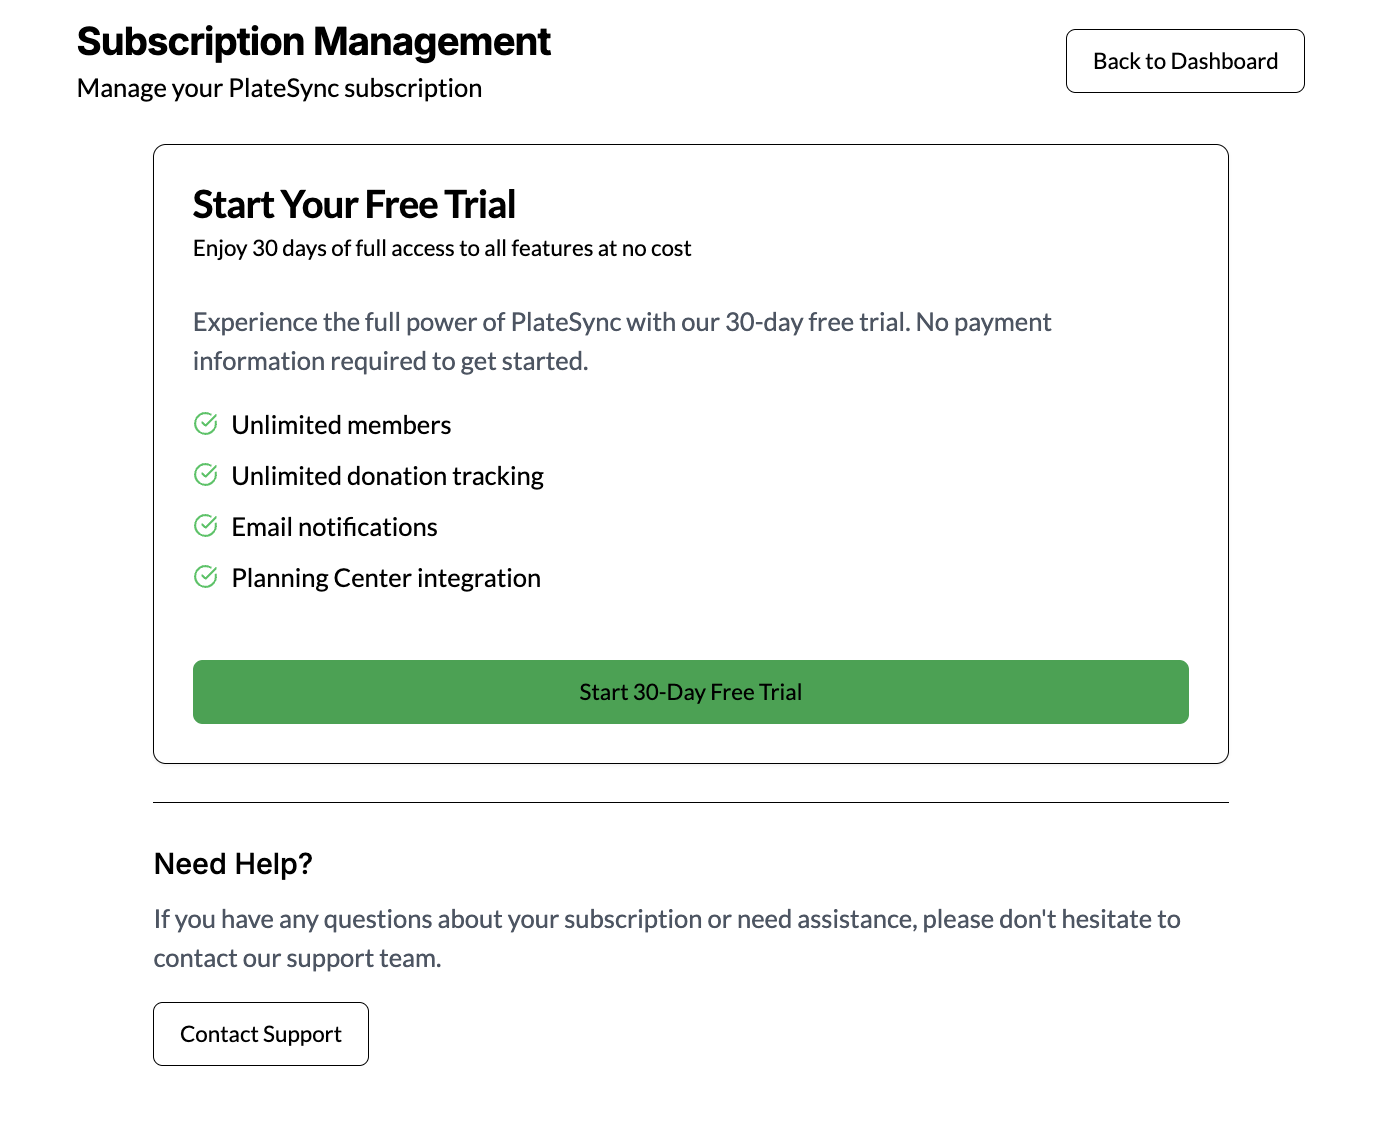 Subscription Management
Manage your PlateSync subscription
Back to Dashboard
Start Your Free Trial
Enjoy 30 days of full access to all features at no cost
Experience the full power of PlateSync with our 30-day free trial. No payment
information required to get started.
Unlimited members
Unlimited donation tracking
Email notifications
Planning Center integration
Start 30-Day Free Trial
Need Help?
If you have any questions about your subscription or need assistance, please don't hesitate to
contact our support team.
Contact Support